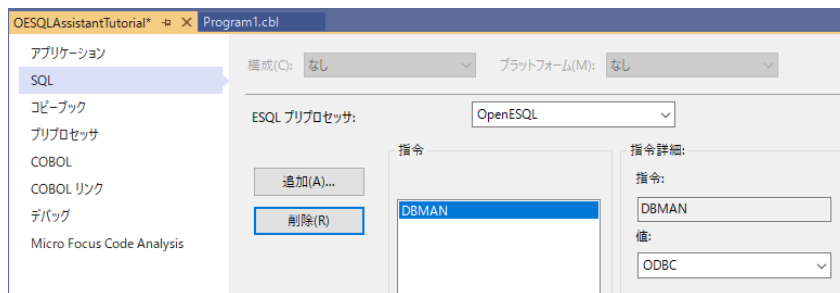 OESQLAssistantTutorial* Program1.cbl
アプリケーション
SQL
コピーブック
プリプロセッサ
COBOL
COBOL リンク
デバッグ
Micro Focus Code Analysis
構成(C): なし プラットフォーム(M): なし
ESQL プリプロセッサ: OpenESQL
追加(A)...
削除(R)
指令
DBMAN
指令詳細:
指令:
DBMAN
値:
ODBC